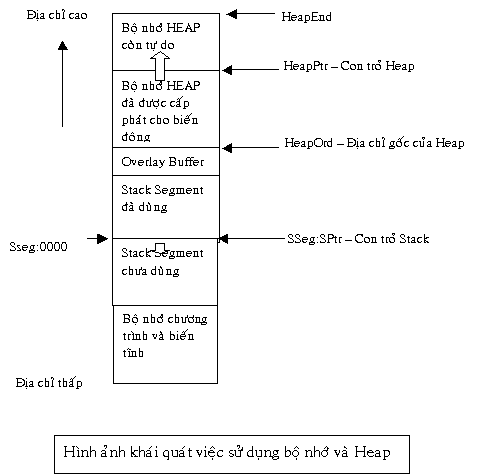 Địa chỉ cao
Bộ nhớ HEAP
còn tự do
HeapEnd
HeapPtr – Con trỏ Heap
Bộ nhớ HEAP
đã được cấp
phát cho biến
động
HeapOrd – Địa chỉ gốc của Heap
Overlay Buffer
Stack Segment
đã dùng
Sseg:0000
SSeg:SPtr – Con trỏ Stack
Stack Segment
chưa dùng
Bộ nhớ chương
trình và biến
tĩnh
Địa chỉ thấp
Hình ảnh khái quát việc sử dụng bộ nhớ và Heap